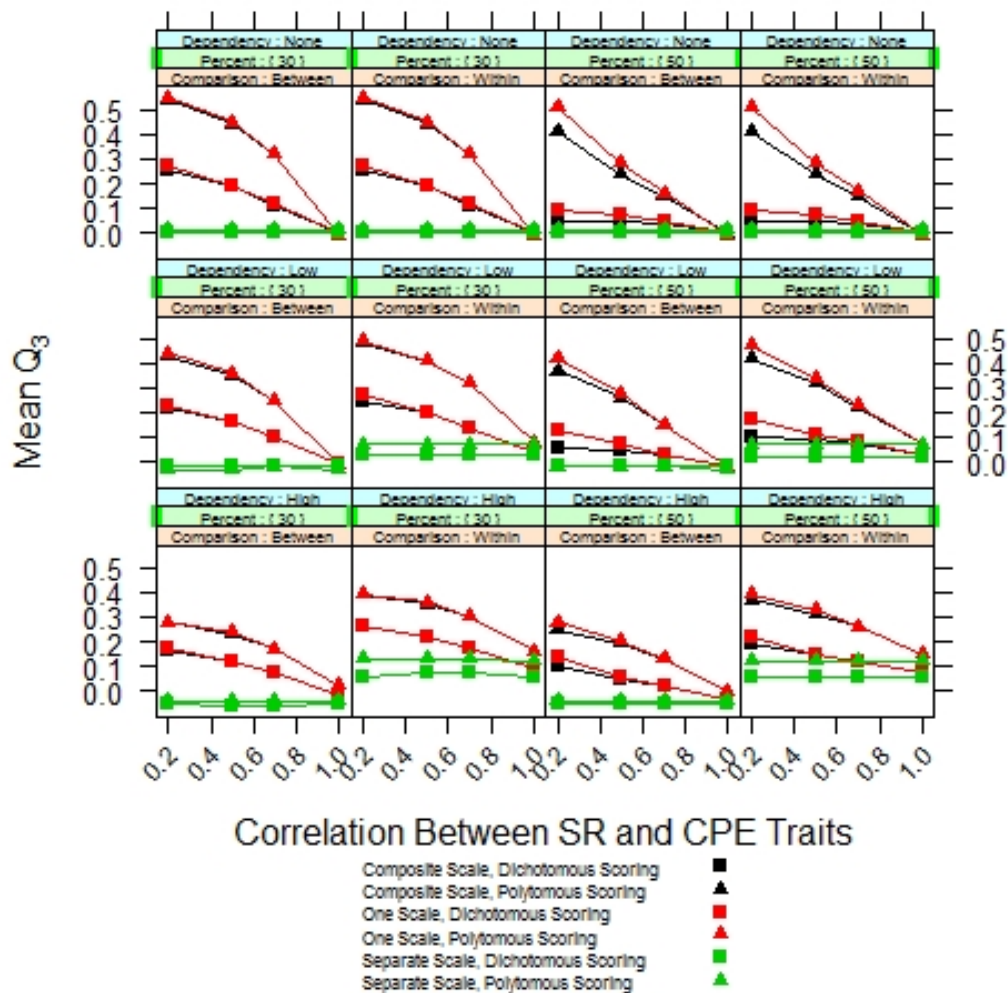 Dependency : None Dependency : None Dependency : None Dependency : None
Percent : { 30 } Percent : { 30 } Percent : { 50 } Percent : { 50 }
Comparison : Between Comparison : Within Comparison : Between Comparison : Within
0.5
0.4
0.3
0.2
0.1
0.0
Dependency : Low Dependency : Low Dependency : Low Dependency : Low
Percent : { 30 } Percent : { 30 } Percent : { 50 } Percent : { 50 }
Comparison : Between Comparison : Within Comparison : Between Comparison : Within
0.5
0.4
0.3
0.2
0.1
0.0
Mean Q3
Dependency : High Dependency : High Dependency : High Dependency : High
Percent : { 30 } Percent : { 30 } Percent : { 50 } Percent : { 50 }
Comparison : Between Comparison : Within Comparison : Between Comparison : Within
0.5
0.4
0.3
0.2
0.1
0.0
0.2 0.4 0.6 0.8 1.0 0.2 0.4 0.6 0.8 1.0 0.2 0.4 0.6 0.8 1.0 0.2 0.4 0.6 0.8 1.0
Correlation Between SR and CPE Traits
Composite Scale, Dichotomous Scoring
Composite Scale, Polytomous Scoring
One Scale, Dichotomous Scoring
One Scale, Polytomous Scoring
Separate Scale, Dichotomous Scoring
Separate Scale, Polytomous Scoring